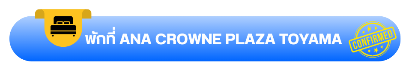 พักที่ ANA CROWNE PLAZA TOYAMA
CONFIRMED